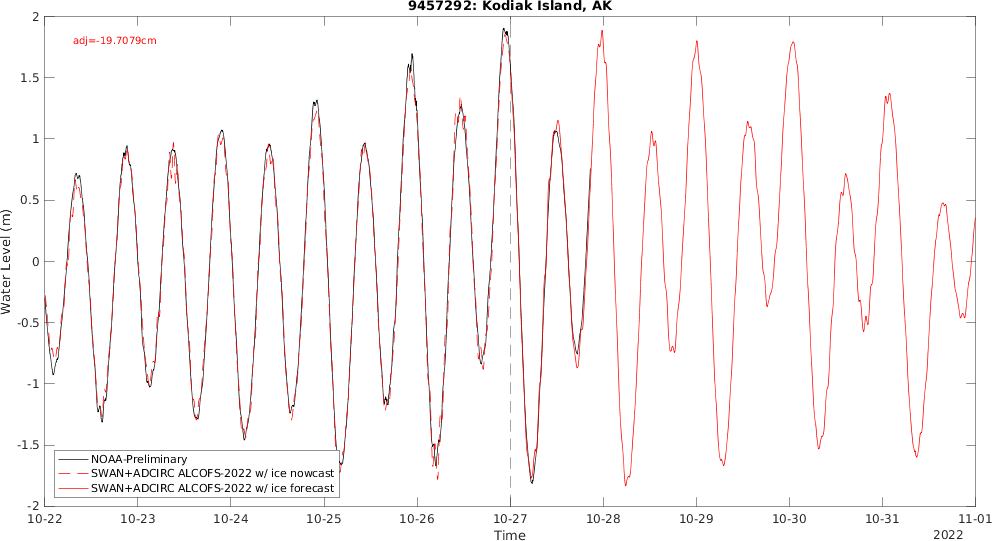 9457292: Kodiak Island, AK
adj=-19.7079cm
2
1.5
1
0.5
0
-0.5
-1
-1.5
-2
Water Level (m)
NOAA-Preliminary
SWAN+ADCIRC ALCOFS-2022 w/ ice nowcast
SWAN+ADCIRC ALCOFS-2022 w/ ice forecast
10-22 10-23 10-24 10-25 10-26 10-27 10-28 10-29 10-30 10-31 11-01
Time
2022